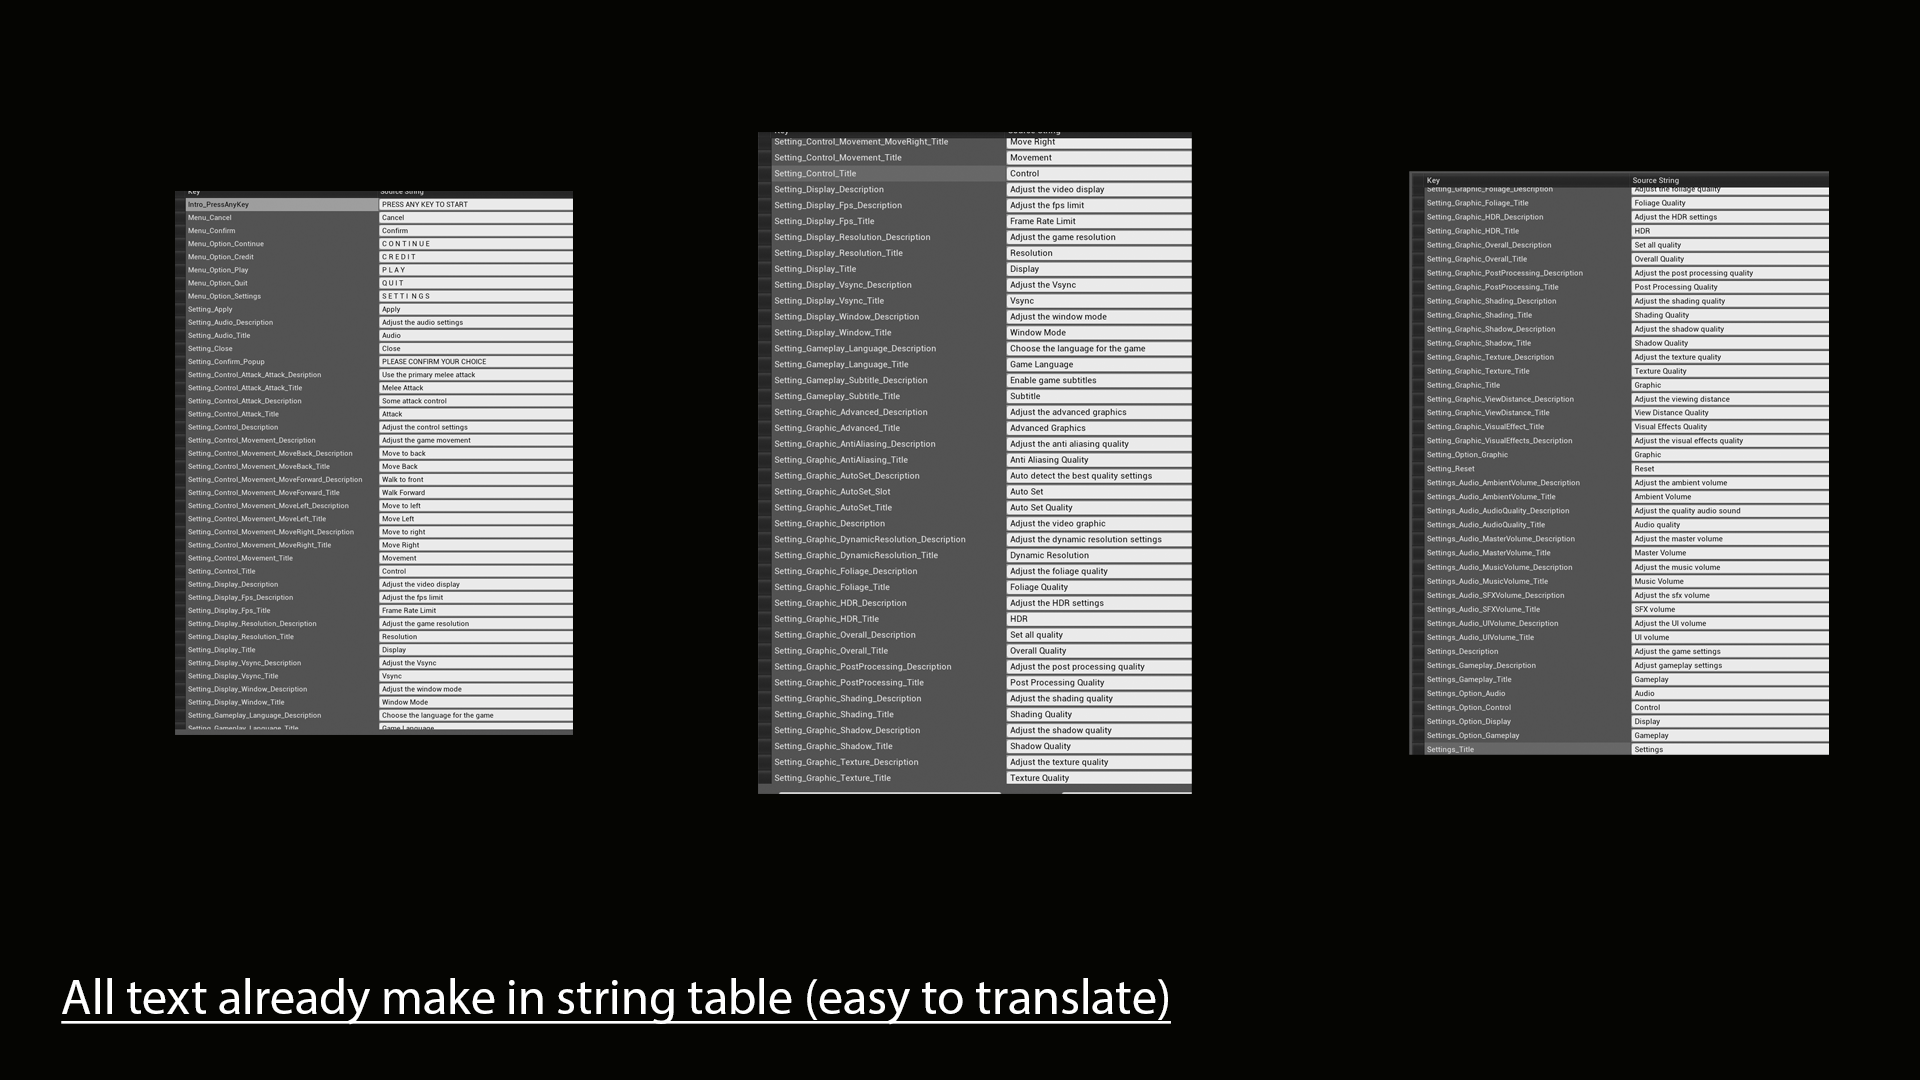 Key Source String
Intro_PressAnyKey PRESS ANY KEY TO START
Menu_Cancel Cancel
Menu_Confirm Confirm
Menu_Option_Continue C O N T I N U E
Menu_Option_Credit C R E D I T
Menu_Option_Play P L A Y
Menu_Option_Quit Q U I T
Menu_Option_Settings S E T T I N G S
Setting_Apply Apply
Setting_Audio_Description Adjust the audio settings
Setting_Audio_Title Audio
Setting_Close Close
Setting_Confirm_Popup PLEASE CONFIRM YOUR CHOICE
Setting_Control_Attack_Attack_Desription Use the primary melee attack
Setting_Control_Attack_Attack_Title Melee Attack
Setting_Control_Attack_Description Some attack control
Setting_Control_Attack_Title Attack
Setting_Control_Description Adjust the control settings
Setting_Control_Movement_Description Adjust the game movement
Setting_Control_Movement_MoveBack_Description Move to back
Setting_Control_Movement_MoveBack_Title Move Back
Setting_Control_Movement_MoveForward_Description Walk to front
Setting_Control_Movement_MoveForward_Title Walk Forward
Setting_Control_Movement_MoveLeft_Description Move to left
Setting_Control_Movement_MoveLeft_Title Move Left
Setting_Control_Movement_MoveRight_Description Move to right
Setting_Control_Movement_MoveRight_Title Move Right
Setting_Control_Movement_Title Movement
Setting_Control_Title Control
Setting_Display_Description Adjust the video display
Setting_Display_Fps_Description Adjust the fps limit
Setting_Display_Fps_Title Frame Rate Limit
Setting_Display_Resolution_Description Adjust the game resolution
Setting_Display_Resolution_Title Resolution
Setting_Display_Title Display
Setting_Display_Vsync_Description Adjust the Vsync
Setting_Display_Vsync_Title Vsync
Setting_Display_Window_Description Adjust the window mode
Setting_Display_Window_Title Window Mode
Setting_Gameplay_Language_Description Choose the language for the game
Setting_Gameplay_Language_Title Game Language
Key Source String
Setting_Control_Movement_MoveRight_Title Move Right
Setting_Control_Movement_Title Movement
Setting_Control_Title Control
Setting_Display_Description Adjust the video display
Setting_Display_Fps_Description Adjust the fps limit
Setting_Display_Fps_Title Frame Rate Limit
Setting_Display_Resolution_Description Adjust the game resolution
Setting_Display_Resolution_Title Resolution
Setting_Display_Title Display
Setting_Display_Vsync_Description Adjust the Vsync
Setting_Display_Vsync_Title Vsync
Setting_Display_Window_Description Adjust the window mode
Setting_Display_Window_Title Window Mode
Setting_Gameplay_Language_Description Choose the language for the game
Setting_Gameplay_Language_Title Game Language
Setting_Gameplay_Subtitle_Description Enable game subtitles
Setting_Gameplay_Subtitle_Title Subtitle
Setting_Graphic_Advanced_Description Adjust the advanced graphics
Setting_Graphic_Advanced_Title Advanced Graphics
Setting_Graphic_AntiAliasing_Description Adjust the anti aliasing quality
Setting_Graphic_AntiAliasing_Title Anti Aliasing Quality
Setting_Graphic_AutoSet_Description Auto detect the best quality settings
Setting_Graphic_AutoSet_Slot Auto Set
Setting_Graphic_AutoSet_Title Auto Set Quality
Setting_Graphic_Description Adjust the video graphic
Setting_Graphic_DynamicResolution_Description Adjust the dynamic resolution settings
Setting_Graphic_DynamicResolution_Title Dynamic Resolution
Setting_Graphic_Foliage_Description Adjust the foliage quality
Setting_Graphic_Foliage_Title Foliage Quality
Setting_Graphic_HDR_Description Adjust the HDR settings
Setting_Graphic_HDR_Title HDR
Setting_Graphic_Overall_Description Set all quality
Setting_Graphic_Overall_Title Overall Quality
Setting_Graphic_PostProcessing_Description Adjust the post processing quality
Setting_Graphic_PostProcessing_Title Post Processing Quality
Setting_Graphic_Shading_Description Adjust the shading quality
Setting_Graphic_Shading_Title Shading Quality
Setting_Graphic_Shadow_Description Adjust the shadow quality
Setting_Graphic_Shadow_Title Shadow Quality
Setting_Graphic_Texture_Description Adjust the texture quality
Setting_Graphic_Texture_Title Texture Quality
Key Source String
Setting_Graphic_Foliage_Description Adjust the foliage quality
Setting_Graphic_Foliage_Title Foliage Quality
Setting_Graphic_HDR_Description Adjust the HDR settings
Setting_Graphic_HDR_Title HDR
Setting_Graphic_Overall_Description Set all quality
Setting_Graphic_Overall_Title Overall Quality
Setting_Graphic_PostProcessing_Description Adjust the post processing quality
Setting_Graphic_PostProcessing_Title Post Processing Quality
Setting_Graphic_Shading_Description Adjust the shading quality
Setting_Graphic_Shading_Title Shading Quality
Setting_Graphic_Shadow_Description Adjust the shadow quality
Setting_Graphic_Shadow_Title Shadow Quality
Setting_Graphic_Texture_Description Adjust the texture quality
Setting_Graphic_Texture_Title Texture Quality
Setting_Graphic_Title Graphic
Setting_Graphic_ViewDistance_Description Adjust the viewing distance
Setting_Graphic_ViewDistance_Title View Distance Quality
Setting_Graphic_VisualEffect_Title Visual Effects Quality
Setting_Graphic_VisualEffects_Description Adjust the visual effects quality
Setting_Option_Graphic Graphic
Setting_Reset Reset
Settings_Audio_AmbientVolume_Description Adjust the ambient volume
Settings_Audio_AmbientVolume_Title Ambient Volume
Settings_Audio_AudioQuality_Description Adjust the quality audio sound
Settings_Audio_AudioQuality_Title Audio quality
Settings_Audio_MasterVolume_Description Adjust the master volume
Settings_Audio_MasterVolume_Title Master Volume
Settings_Audio_MusicVolume_Description Adjust the music volume
Settings_Audio_MusicVolume_Title Music Volume
Settings_Audio_SFXVolume_Description Adjust the sfx volume
Settings_Audio_SFXVolume_Title SFX volume
Settings_Audio_UIVolume_Description Adjust the UI volume
Settings_Audio_UIVolume_Title UI volume
Settings_Description Adjust the game settings
Settings_Gameplay_Description Adjust gameplay settings
Settings_Gameplay_Title Gameplay
Settings_Option_Audio Audio
Settings_Option_Control Control
Settings_Option_Display Display
Settings_Option_Gameplay Gameplay
Settings_Title Settings
All text already make in string table (easy to translate)